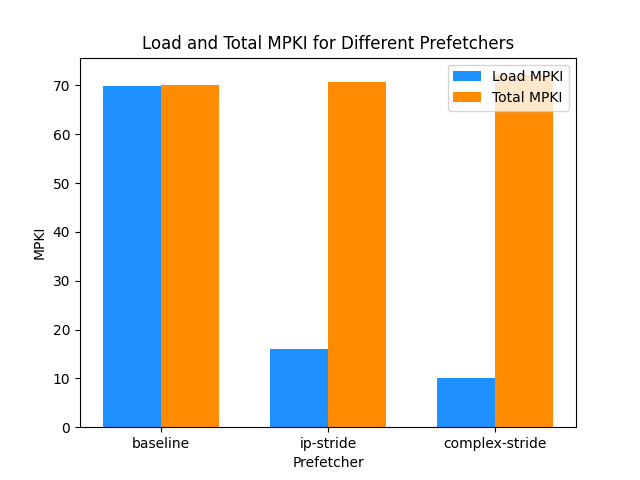 Load and Total MPKI for Different Prefetchers
Load MPKI
Total MPKI
MPKI
70
60
50
40
30
20
10
0
baseline
ip-stride
complex-stride
Prefetcher